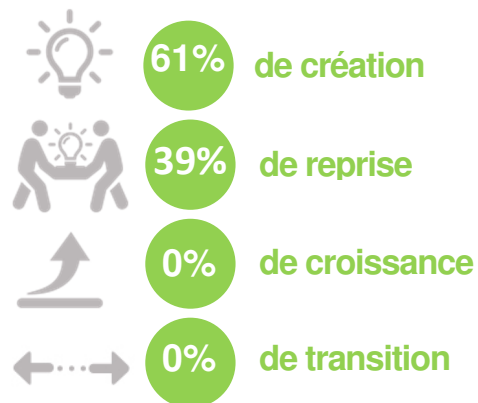 61% de création
39% de reprise
0% de croissance
0% de transition